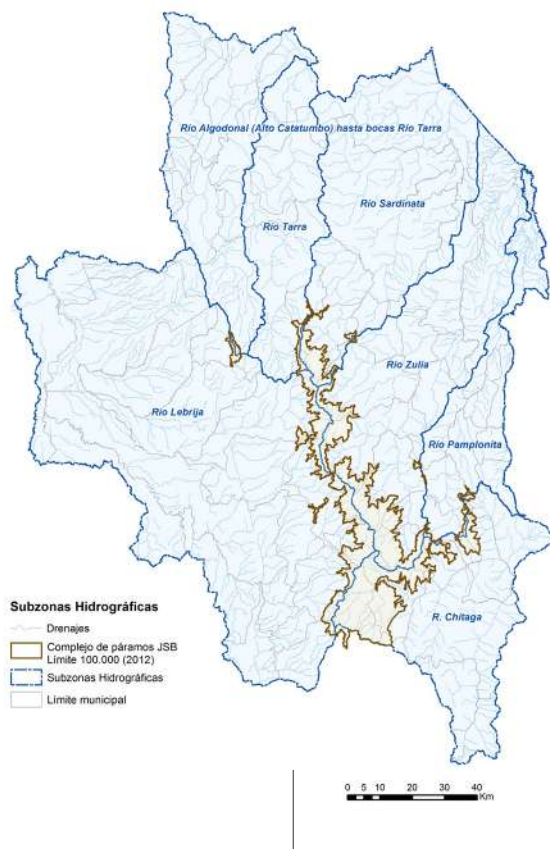 Río Algodonal (Alto Catatumbo) hasta bocas Río Tarra
Río Sardinata
Río Tarra
Río Zulia
Río Lebrija
Río Pamplonita
R. Chitaga
Subzonas Hidrográficas
Drenajes
Complejo de páramos JSB
Límite 100.000 (2012)
Subzonas Hidrográficas
Límite municipal
0 5 10 20 30 40
Km